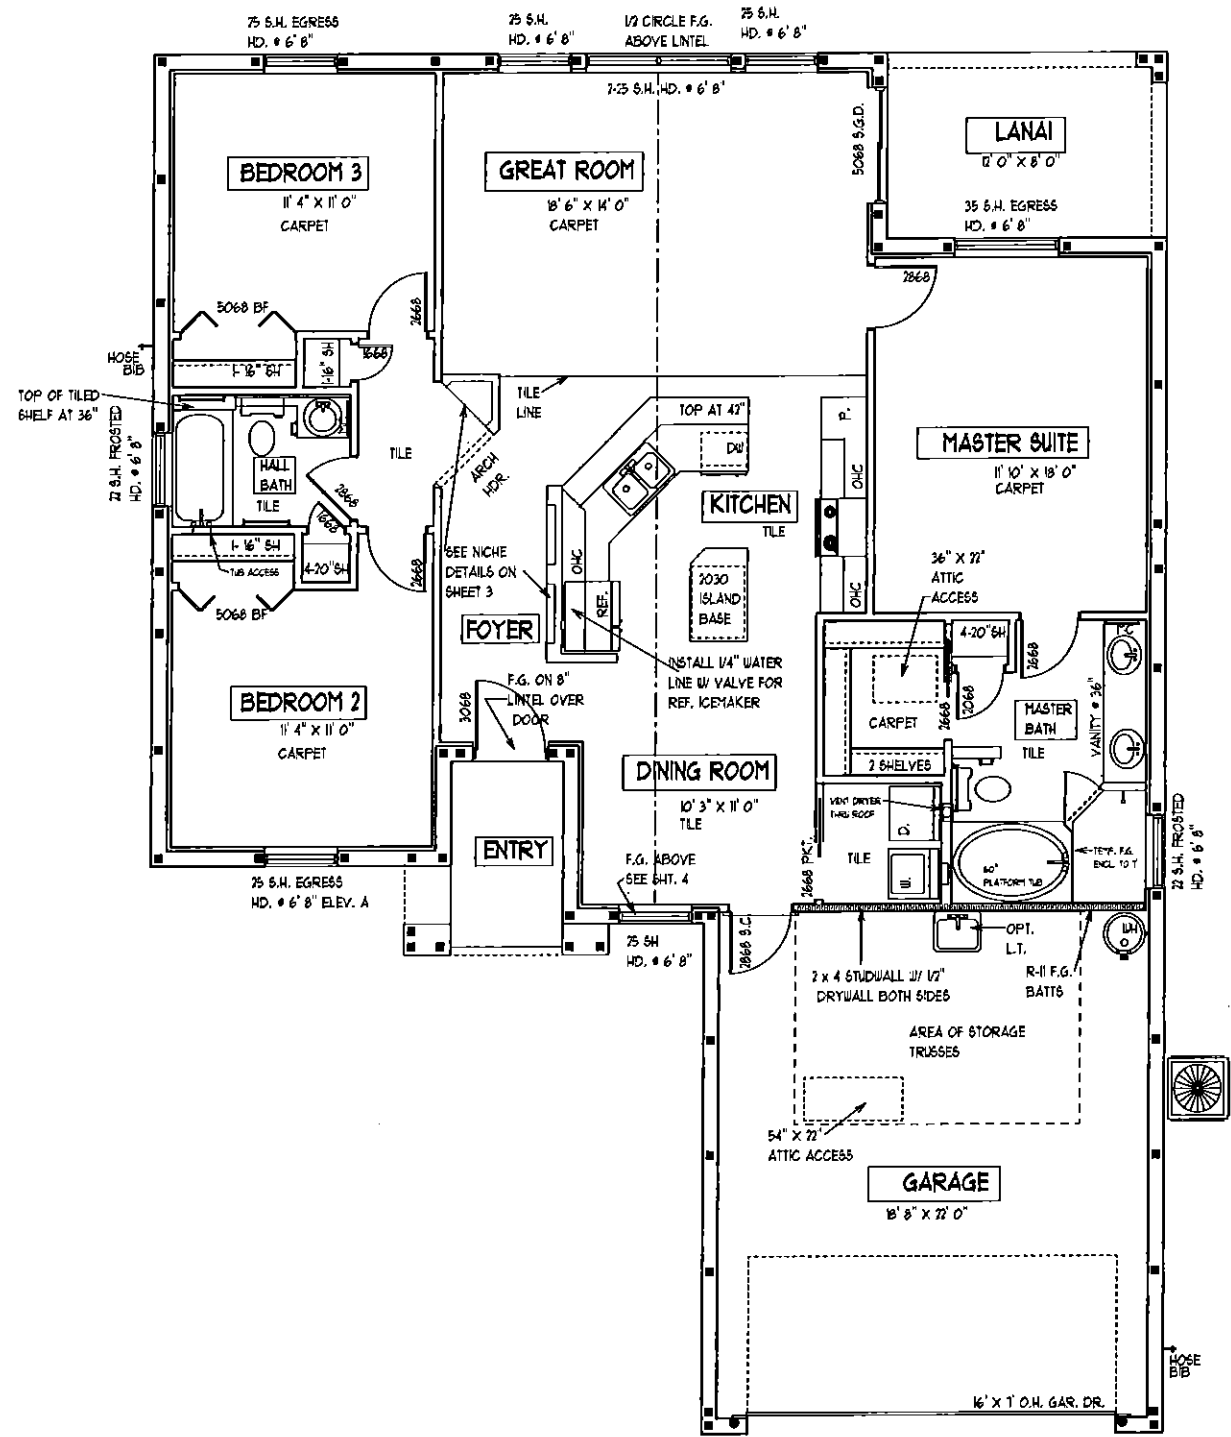 25 S.H. EGRESS
HD. @ 6' 8"
25 S.H.
HD. @ 6' 8"
1/2 CIRCLE F.G.
ABOVE LINTEL
25 S.H.
HD. @ 6' 8"
2-25 S.H. HD. @ 6' 8"
BEDROOM 3
11' 4" X 11' 0"
CARPET
GREAT ROOM
18' 6" X 14' 0"
CARPET
5068 S.G.D.
LANAI
12' 0" X 8' 0"
35 S.H. EGRESS
HD. @ 6' 8"
2868
5068 BF
2668
1-16" SH
1-16" SH
1668
HOSE
BIB
TOP OF TILED
SHELF AT 36"
22 S.H. FROSTED
HD. @ 6' 8"
HALL
BATH
TILE
TILE
2868
1668
ARCH
HDR.
TILE
LINE
TOP AT 42"
DW
P.
OHC
KITCHEN
TILE
MASTER SUITE
11' 10" X 18' 0"
CARPET
1-16" SH
TUB ACCESS
4-20" SH
2668
5068 BF
SEE NICHE
DETAILS ON
SHEET 3
OHC
REF.
2030
ISLAND
BASE
OHC
36" X 22"
ATTIC
ACCESS
FOYER
4-20" SH
2668
INSTALL 1/4" WATER
LINE W/ VALVE FOR
REF. ICEMAKER
BEDROOM 2
11' 4" X 11' 0"
CARPET
3068
F.G. ON 8"
LINTEL OVER
DOOR
CARPET
2668
2068
MASTER
BATH
TILE
VANITY @ 36"
2 SHELVES
DINING ROOM
10' 3" X 11' 0"
TILE
VENT DRYER
THRU ROOF
D.
TILE
W.
2668 PKT.
60"
PLATFORM TUB
TEMP. F.G.
ENCL. TO 7'
22 S.H. FROSTED
HD. @ 6' 8"
ENTRY
F.G. ABOVE
SEE SHT. 4
25 S.H. EGRESS
HD. @ 6' 8" ELEV. A
25 SH
HD. @ 6' 8"
2868 S.C.
2 x 4 STUDWALL W/ 1/2"
DRYWALL BOTH SIDES
OPT.
L.T.
R-11 F.G.
BATTS
WH
AREA OF STORAGE
TRUSSES
54" X 22"
ATTIC ACCESS
GARAGE
18' 8" X 22' 0"
HOSE
BIB
16' X 7' O.H. GAR. DR.